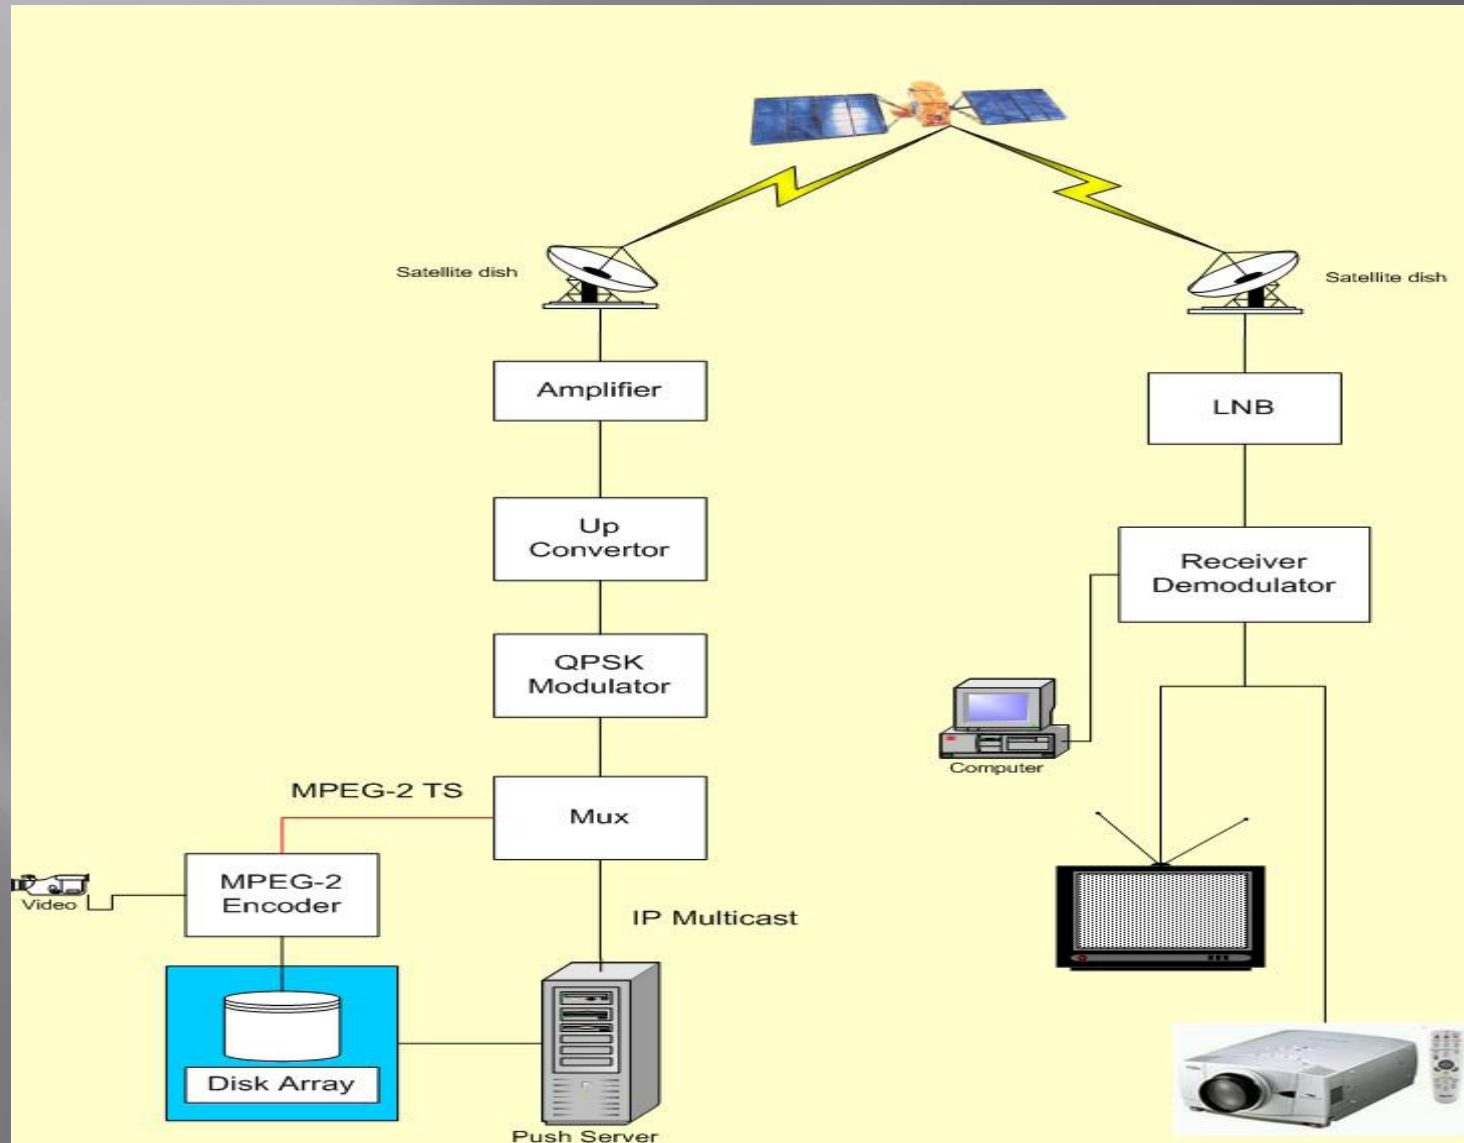 Satellite dish
Satellite dish
Amplifier
LNB
Up
Convertor
Receiver
Demodulator
QPSK
Modulator
Computer
MPEG-2 TS
Mux
MPEG-2
Encoder
Video
IP Multicast
Disk Array
Push Server